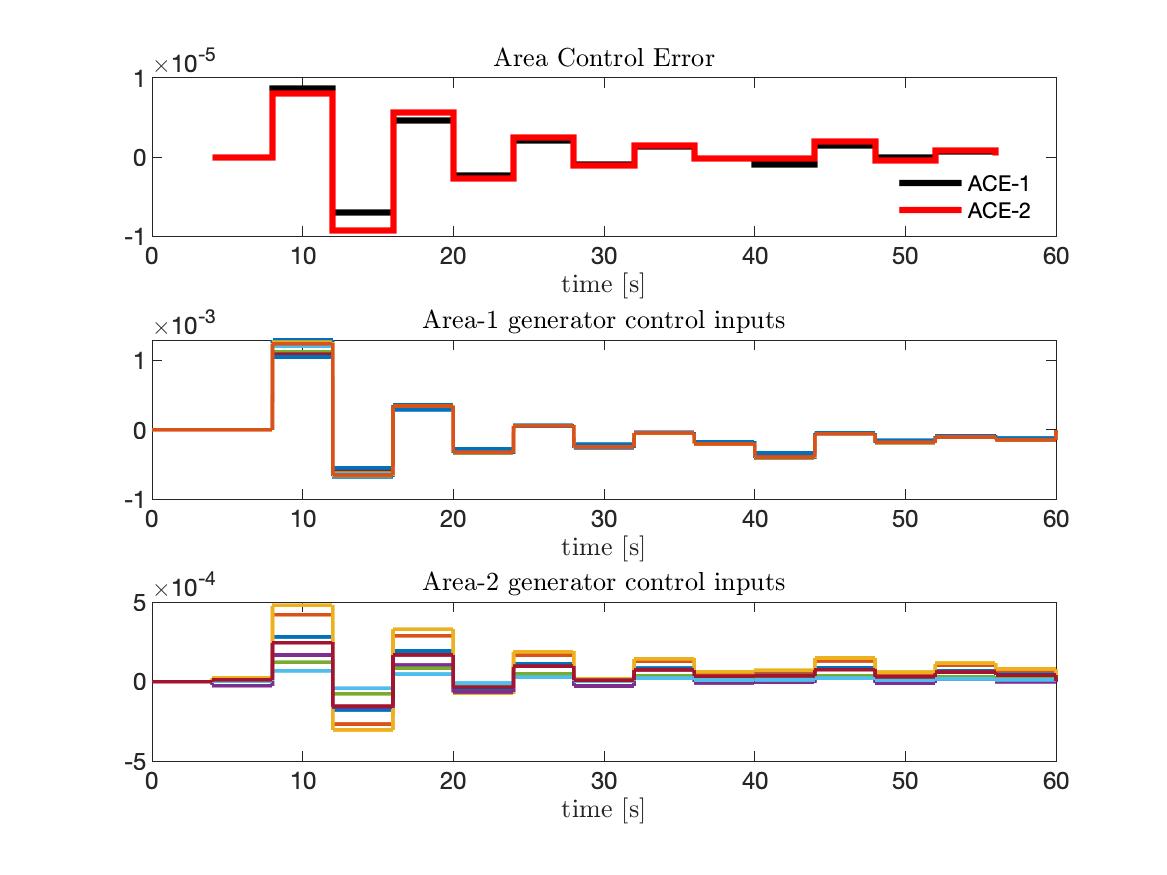 Area Control Error
×10⁻⁵
1
0
-1
0 10 20 30 40 50 60
time [s]
ACE-1
ACE-2
Area-1 generator control inputs
×10⁻³
1
0
-1
0 10 20 30 40 50 60
time [s]
Area-2 generator control inputs
×10⁻⁴
5
0
-5
0 10 20 30 40 50 60
time [s]